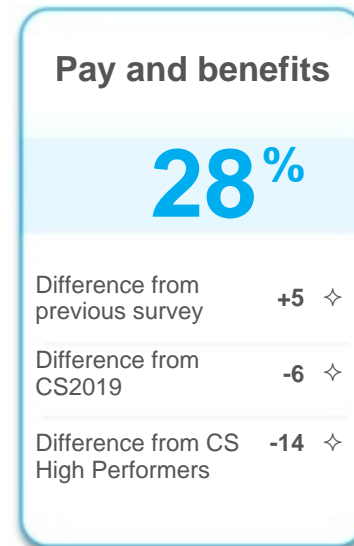 Pay and benefits
28%
Difference from
previous survey +5 ✧
Difference from
CS2019 -6 ✧
Difference from CS -14 ✧
High Performers